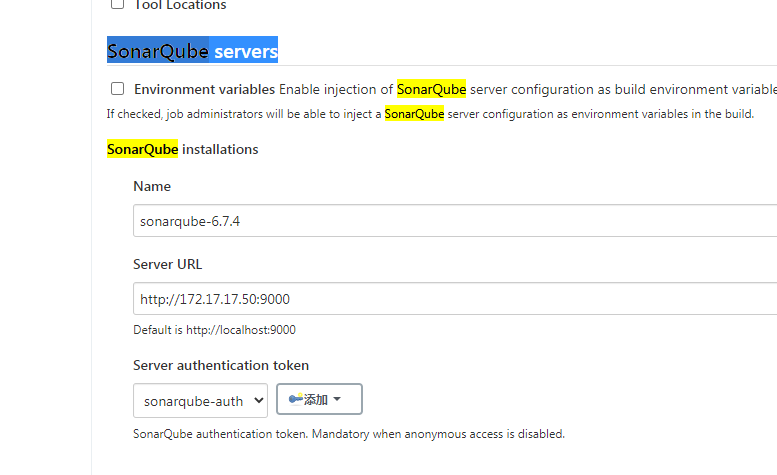 Tool Locations
SonarQube servers
Environment variables Enable injection of SonarQube server configuration as build environment variable
If checked, job administrators will be able to inject a SonarQube server configuration as environment variables in the build.
SonarQube installations
Name
sonarqube-6.7.4
Server URL
http://172.17.17.50:9000
Default is http://localhost:9000
Server authentication token
sonarqube-auth 添加
SonarQube authentication token. Mandatory when anonymous access is disabled.